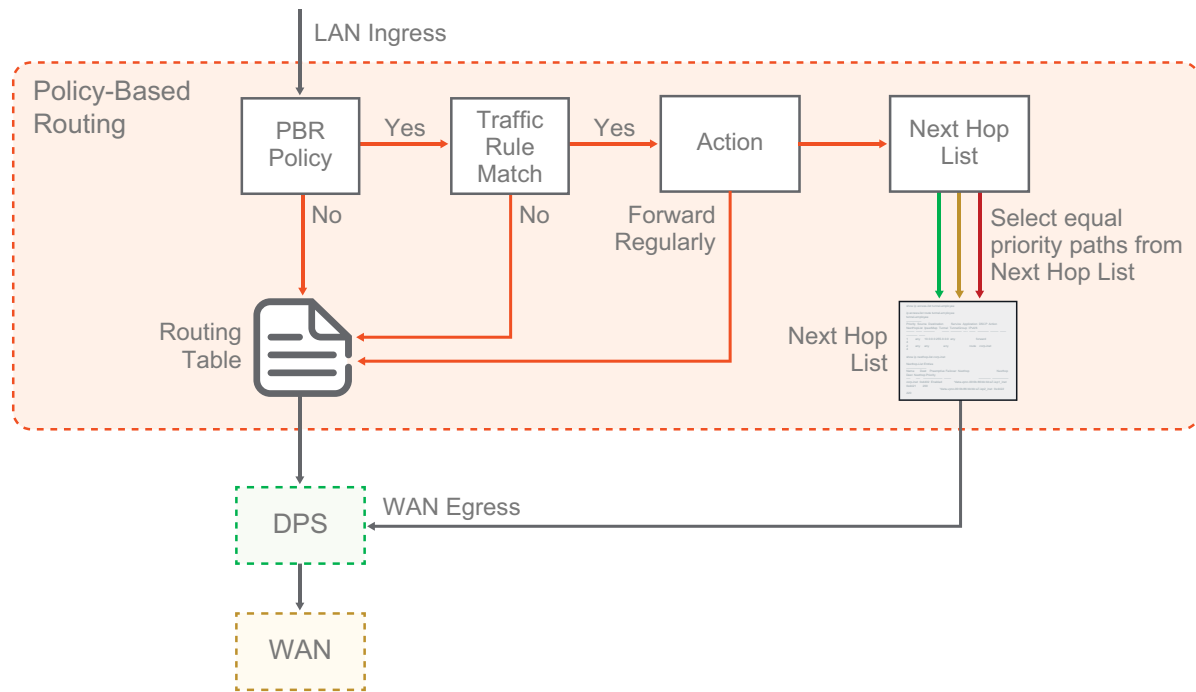 LAN Ingress
Policy-Based
Routing
PBR
Policy
Yes
Traffic
Rule
Match
Yes
Action
Next Hop
List
No
No
Forward
Regularly
Select equal
priority paths from
Next Hop List
Routing
Table
Next Hop
List
DPS
WAN Egress
WAN